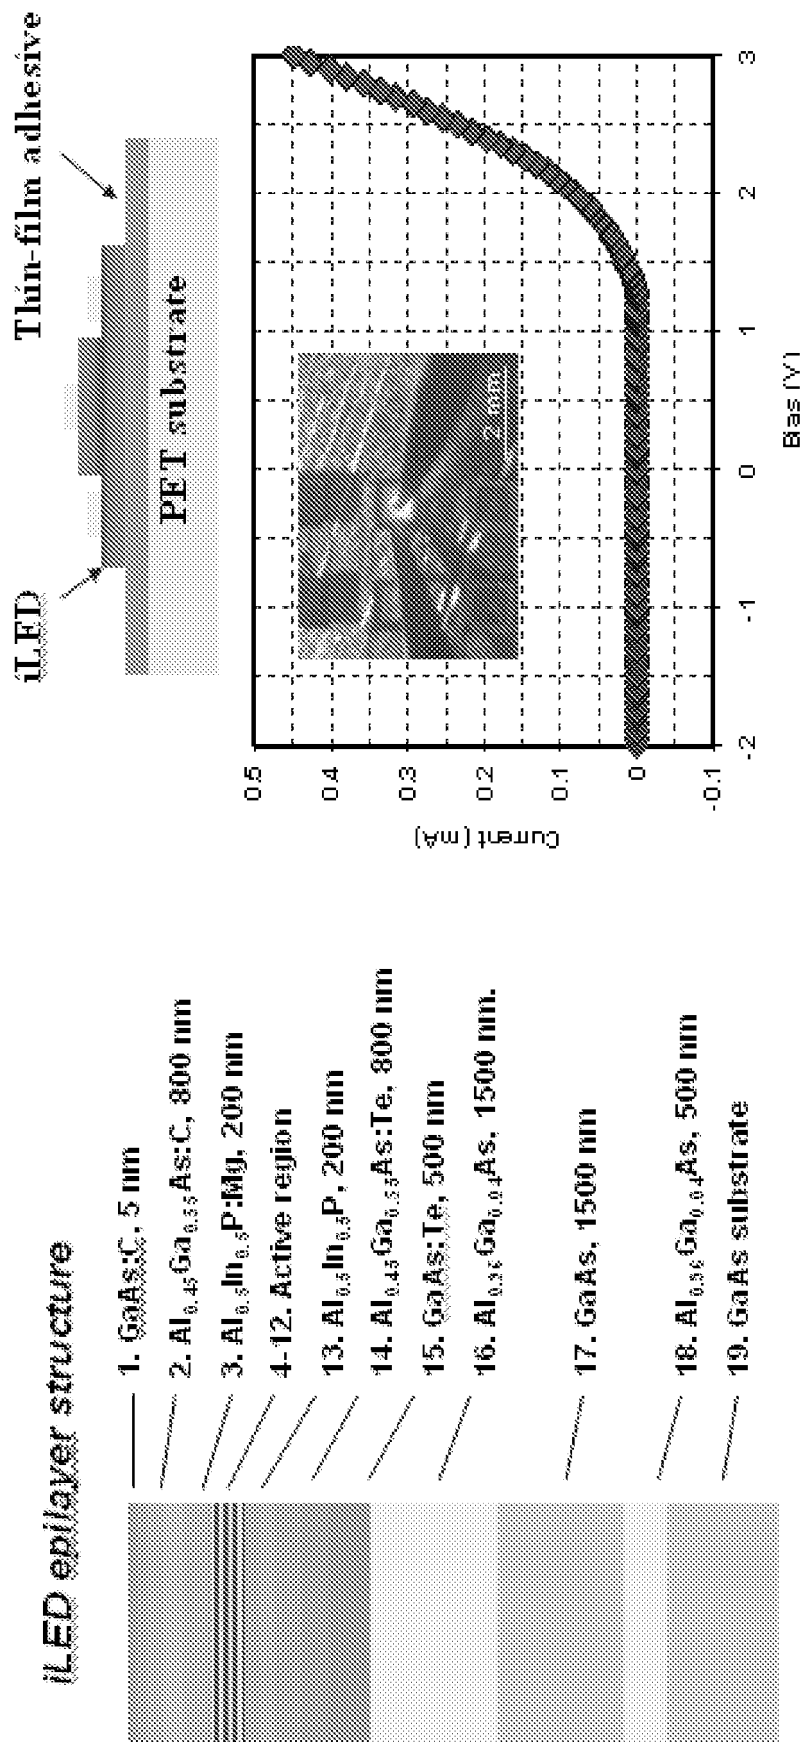 iLED epilayer structure
1. GaAs:C, 5 nm
2. Al0.45Ga0.55As:C, 800 nm
3. Al0.5In0.5P:Mg, 200 nm
4-12. Active region
13. Al0.5In0.5P, 200 nm
14. Al0.45Ga0.55As:Te, 800 nm
15. GaAs:Te, 500 nm
16. Al0.96Ga0.04As, 1500 nm.
17. GaAs, 1500 nm
18. Al0.96Ga0.04As, 500 nm
19. GaAs substrate
iLED
Thin-film adhesive
PET substrate
Current (mA)
0.5
0.4
0.3
0.2
0.1
0
-0.1
2 mm
-2
-1
0
1
2
3
Bias (V)